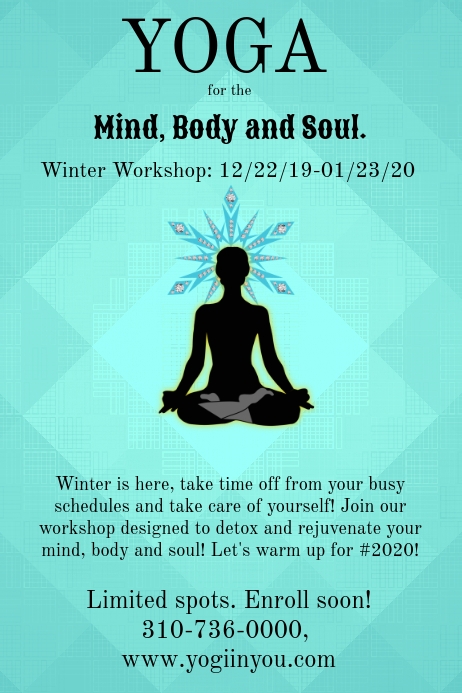 YOGA
for the
Mind, Body and Soul.
Winter Workshop: 12/22/19-01/23/20
Winter is here, take time off from your busy
schedules and take care of yourself! Join our
workshop designed to detox and rejuvenate your
mind, body and soul! Let's warm up for #2020!
Limited spots. Enroll soon!
310-736-0000,
www.yogiinyou.com